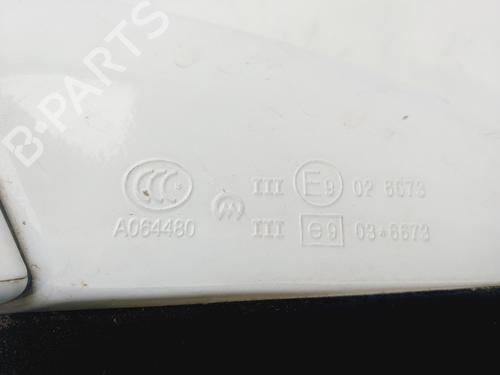 B-PARTS
CCC III E9 02 6673
A064480 M III e9 03*6673